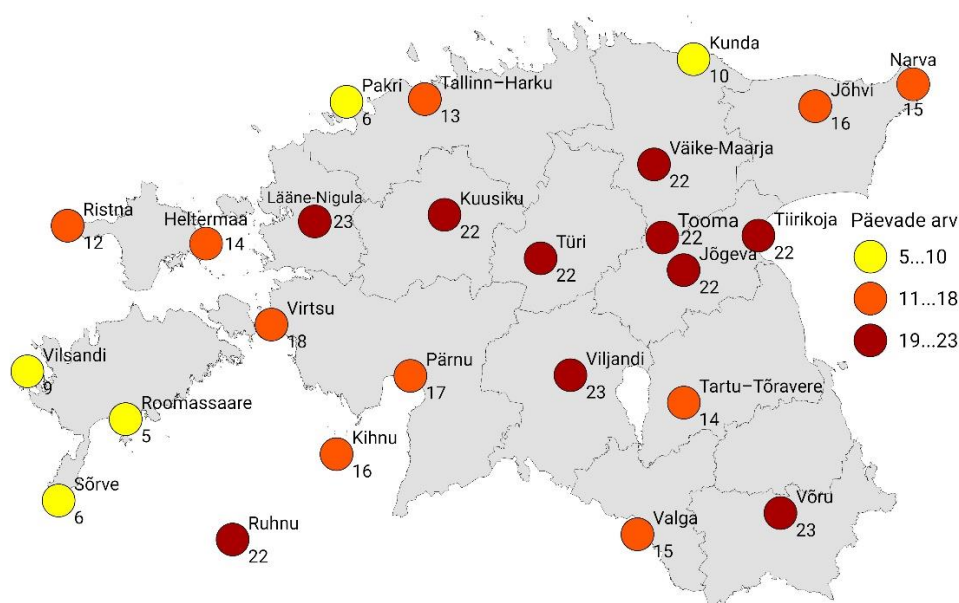 Kunda
10
Narva
15
Pakri
6
Tallinn–Harku
13
Jõhvi
16
Väike-Maarja
22
Ristna
12
Heltermaa
14
Lääne-Nigula
23
Kuusiku
22
Türi
22
Tooma
22
Jõgeva
22
Tiirikoja
22
Päevade arv
5...10
11...18
19...23
Virtsu
18
Vilsandi
9
Pärnu
17
Viljandi
23
Tartu–Tõravere
14
Roomassaare
5
Kihnu
16
Sõrve
6
Ruhnu
22
Valga
15
Võru
23